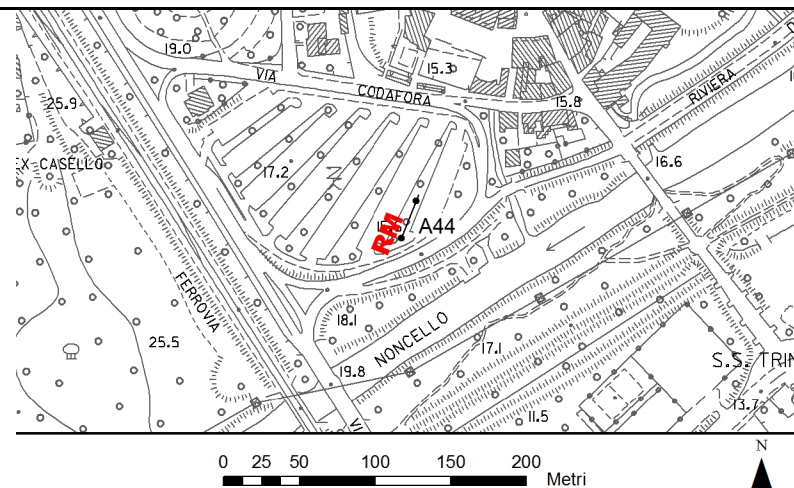 19.0
VIA CODAFORA
15.3
15.8
RIVIERA
25.9
EX CASELLO
17.2
16.6
RM
A44
FERROVIA
25.5
18.1
NONCELLO
19.8
17.1
S.S. TRIN
13.7
11.5
VI
N
0 25 50 100 150 200
Metri